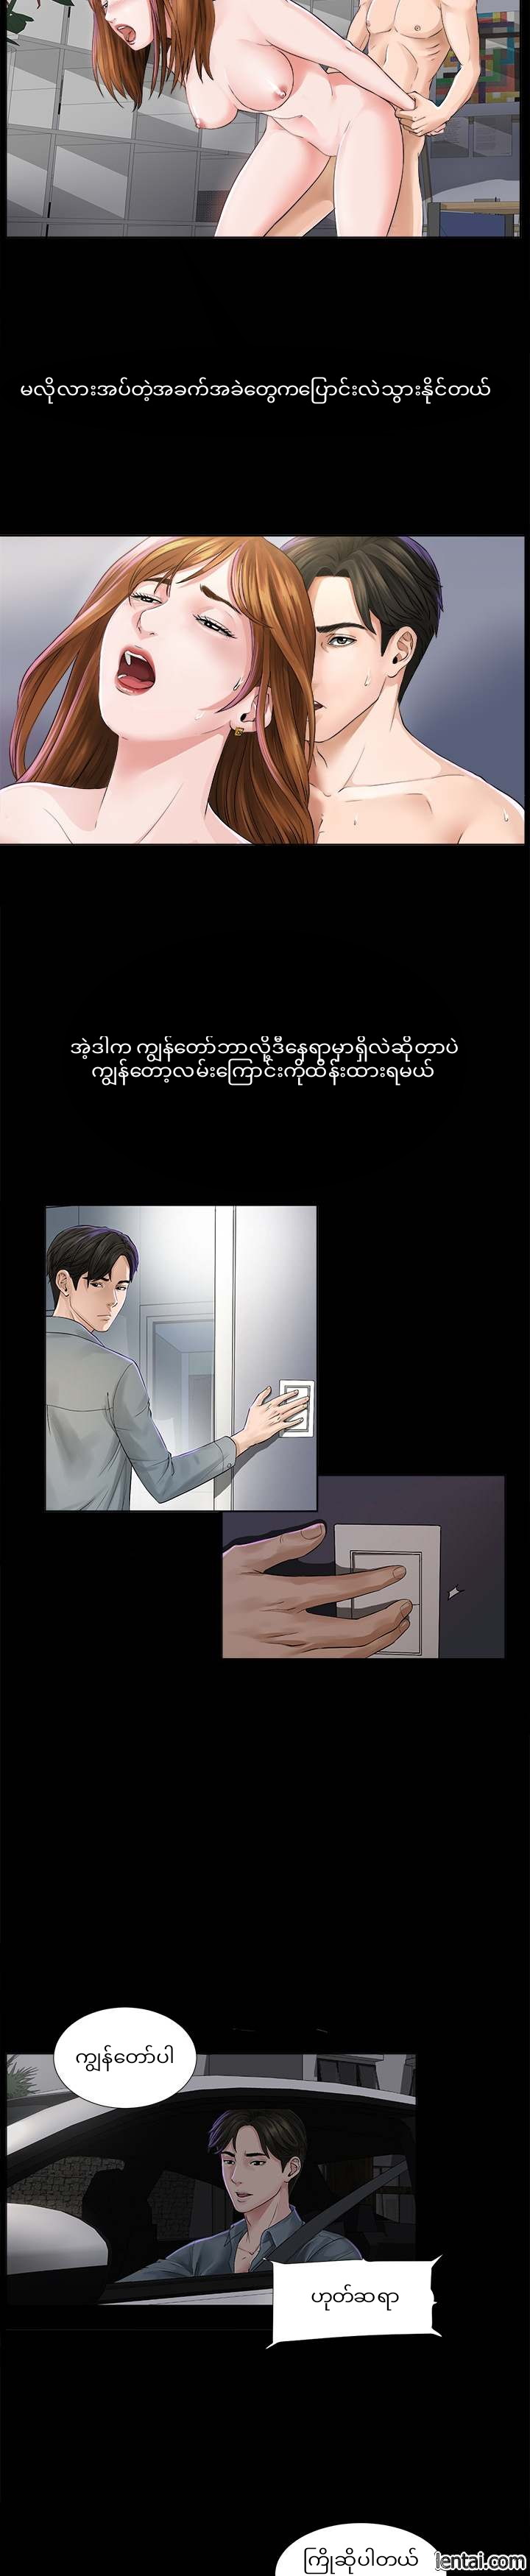 မလိုလားအပ်တဲ့အခက်အခဲတွေကပြောင်းလဲသွားနိုင်တယ်
အဲ့ဒါက ကျွန်တော်ဘာလို့ဒီနေရာမှာရှိလဲဆိုတာပဲ
ကျွန်တော့လမ်းကြောင်းကိုထိန်းထားရမယ်
ကျွန်တော်ပါ
ဟုတ်ဆရာ
ကြိုဆိုပါတယ်
lentai.com